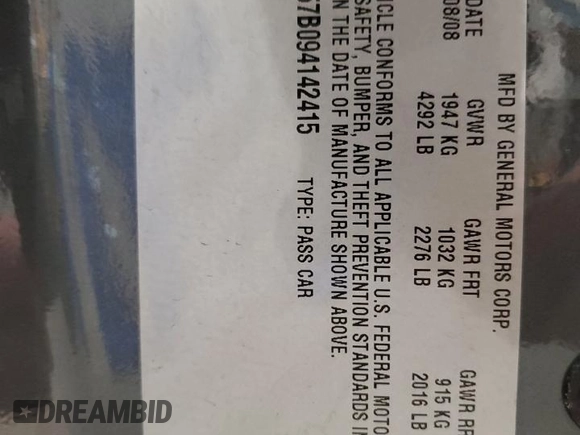 MFD BY GENERAL MOTORS CORP.
DATE GVWR GAWR FRT GAWR RR
08/08 1947 KG 1032 KG 915 KG
4292 LB 2276 LB 2016 LB
ICLE CONFORMS TO ALL APPLICABLE U.S. FEDERAL MOTO
SAFETY, BUMPER, AND THEFT PREVENTION STANDARDS I
N THE DATE OF MANUFACTURE SHOWN ABOVE.
57B094142415 TYPE: PASS CAR
DREAMBID